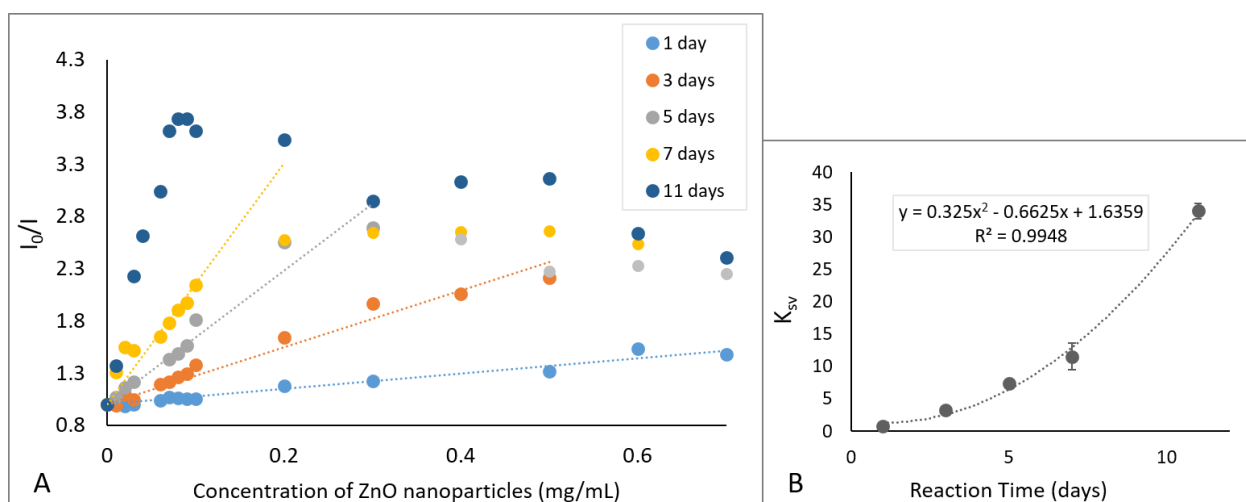 4.3
3.8
3.3
2.8
2.3
1.8
1.3
0.8
I₀/I
0 0.2 0.4 0.6
Concentration of ZnO nanoparticles (mg/mL)
A
1 day
3 days
5 days
7 days
11 days
40
35
30
25
20
15
10
5
0
Kₛᵥ
y = 0.325x² - 0.6625x + 1.6359
R² = 0.9948
0 5 10
Reaction Time (days)
B